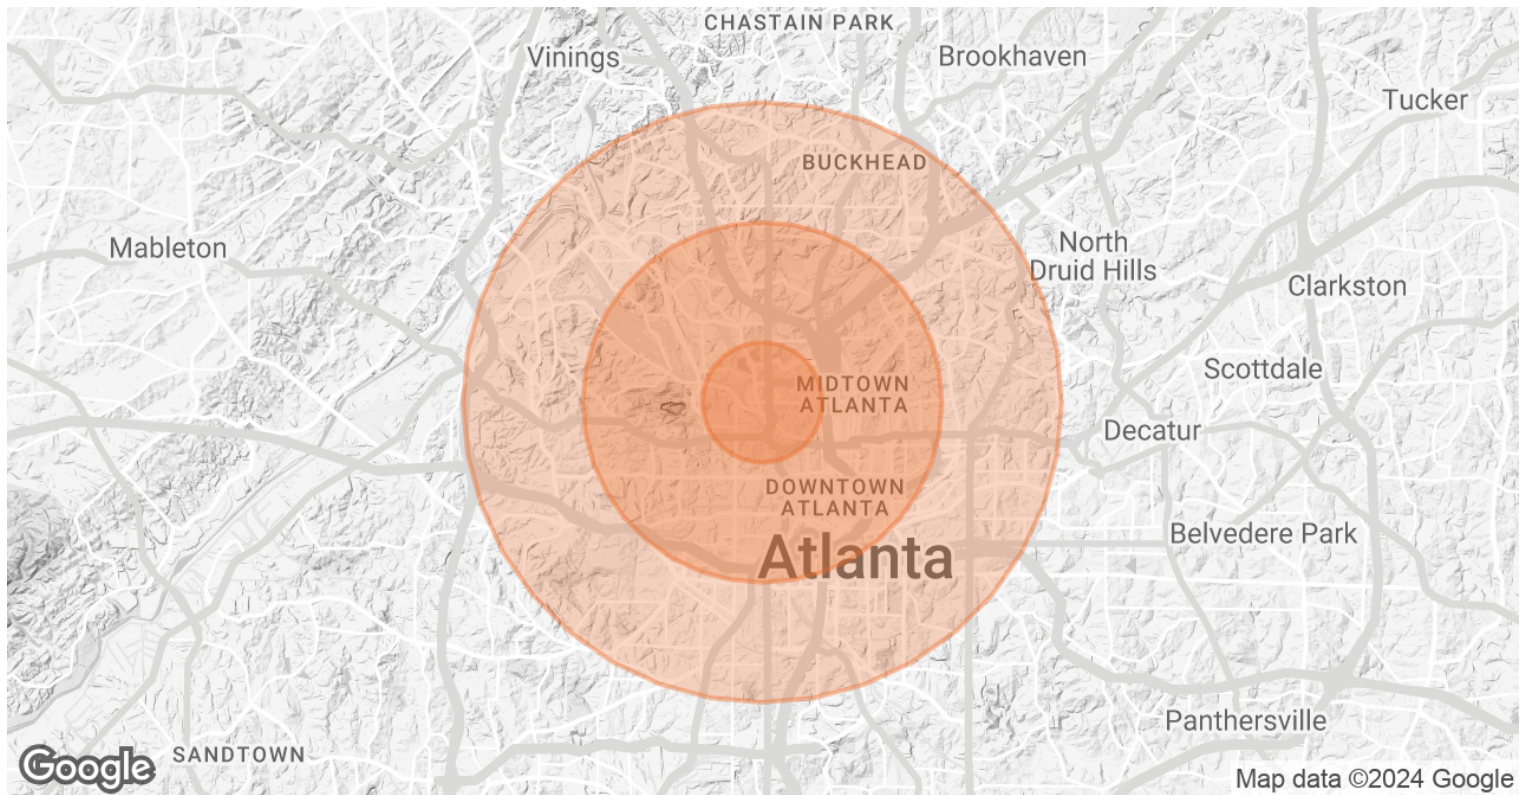 CHASTAIN PARK
Vinings
Brookhaven
Tucker
BUCKHEAD
Mableton
North
Druid Hills
Clarkston
Scottdale
MIDTOWN
ATLANTA
Decatur
DOWNTOWN
ATLANTA
Belvedere Park
Atlanta
Panthersville
SANDTOWN
Google
Map data ©2024 Google